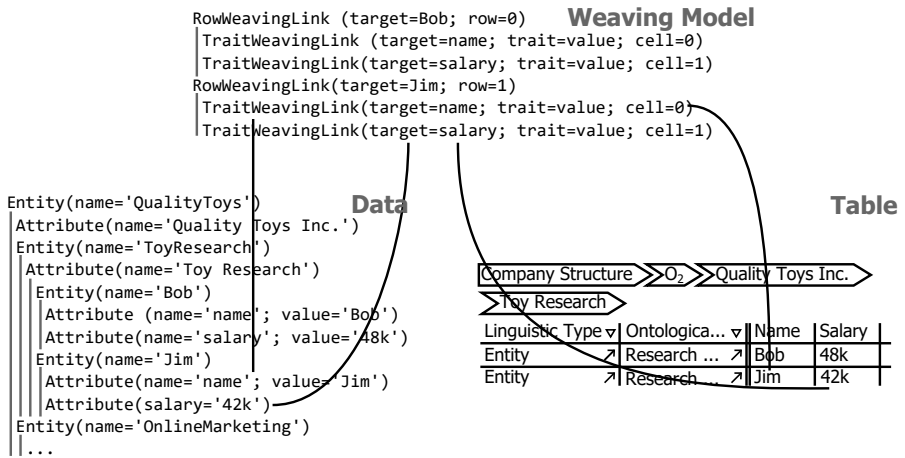 Weaving Model
RowWeavingLink (target=Bob; row=0)
TraitWeavingLink (target=name; trait=value; cell=0)
TraitWeavingLink(target=salary; trait=value; cell=1)
RowWeavingLink(target=Jim; row=1)
TraitWeavingLink(target=name; trait=value; cell=0)
TraitWeavingLink(target=salary; trait=value; cell=1)
Data
Entity(name='QualityToys')
Attribute(name='Quality Toys Inc.')
Entity(name='ToyResearch')
Attribute(name='Toy Research')
Entity(name='Bob')
Attribute (name='name'; value='Bob')
Attribute(name='salary'; value='48k')
Entity(name='Jim')
Attribute(name='name'; value='Jim')
Attribute(salary='42k')
Entity(name='OnlineMarketing')
...
Table
Company Structure O₂ Quality Toys Inc.
Toy Research
Linguistic Type ▿ Ontologica... ▿ Name Salary
Entity ↗ Research ... ↗ Bob 48k
Entity ↗ Research ... ↗ Jim 42k